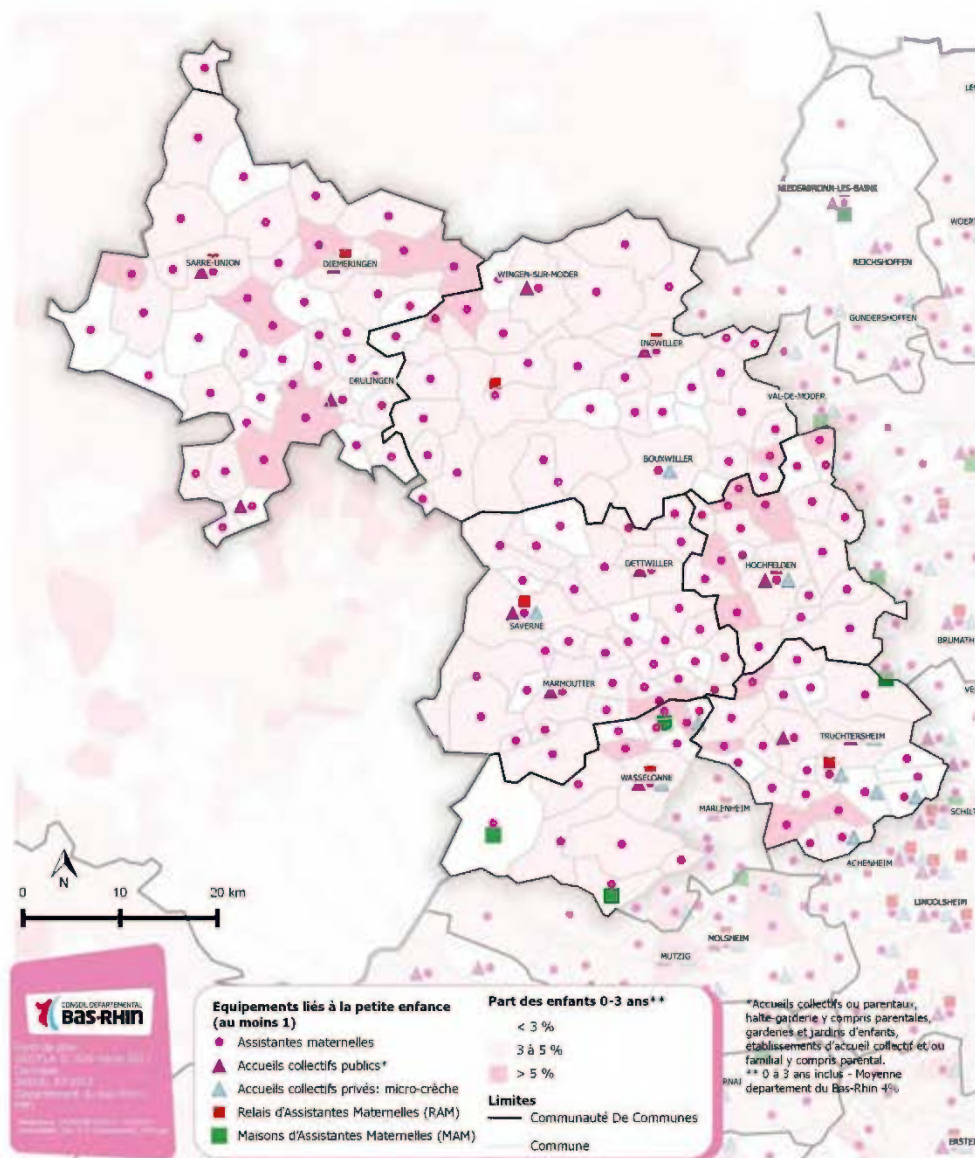 NIEDERBRONN-LES-BAINS
WOERT
REICHSHOFFEN
SARRE-UNION
DIEMERINGEN
WINGEN-SUR-MODER
GUNDERSHOFFEN
INGWILLER
DRULINGEN
VAL-DE-MODER
BOUXWILLER
DETTWILLER
HOCHFELDEN
SAVERNE
BRUMATH
MARMOUTIER
TRUCHTERSHEIM
WASSELONNE
MARLENHEIM
SCHILT
ACHENHEIM
N
0 10 20 km
LINGOLSHEIM
MOLSHEIM
MUTZIG
CONSEIL DÉPARTEMENTAL
BAS-RHIN
Equipements liés à la petite enfance
(au moins 1)
Assistantes maternelles
Accueils collectifs publics*
Accueils collectifs privés: micro-crèche
Relais d'Assistantes Maternelles (RAM)
Maisons d'Assistantes Maternelles (MAM)
Part des enfants 0-3 ans**
< 3 %
3 à 5 %
> 5 %
Limites
Communauté De Communes
Commune
*Accueils collectifs ou parentaux,
halte-garderie y compris parentales,
garderies et jardins d'enfants,
établissements d'accueil collectif et/ou
familial y compris parental.
** 0 à 3 ans inclus - Moyenne
departement du Bas-Rhin 4%
RNAI